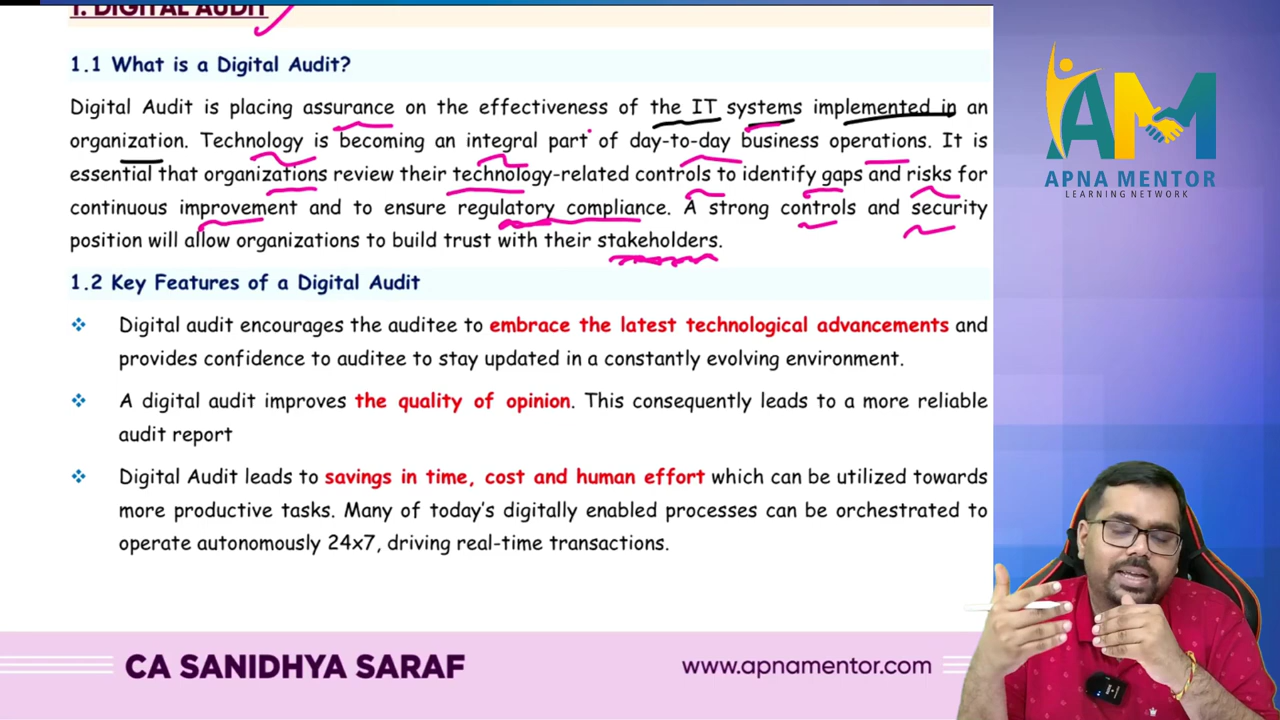 1. DIGITAL AUDIT
1.1 What is a Digital Audit?
Digital Audit is placing assurance on the effectiveness of the IT systems implemented in an
organization. Technology is becoming an integral part of day-to-day business operations. It is
essential that organizations review their technology-related controls to identify gaps and risks for
continuous improvement and to ensure regulatory compliance. A strong controls and security
position will allow organizations to build trust with their stakeholders.
1.2 Key Features of a Digital Audit
❖ Digital audit encourages the auditee to embrace the latest technological advancements and
provides confidence to auditee to stay updated in a constantly evolving environment.
❖ A digital audit improves the quality of opinion. This consequently leads to a more reliable
audit report
❖ Digital Audit leads to savings in time, cost and human effort which can be utilized towards
more productive tasks. Many of today's digitally enabled processes can be orchestrated to
operate autonomously 24x7, driving real-time transactions.
CA SANIDHYA SARAF
www.apnamentor.com
AM
APNA MENTOR
LEARNING NETWORK